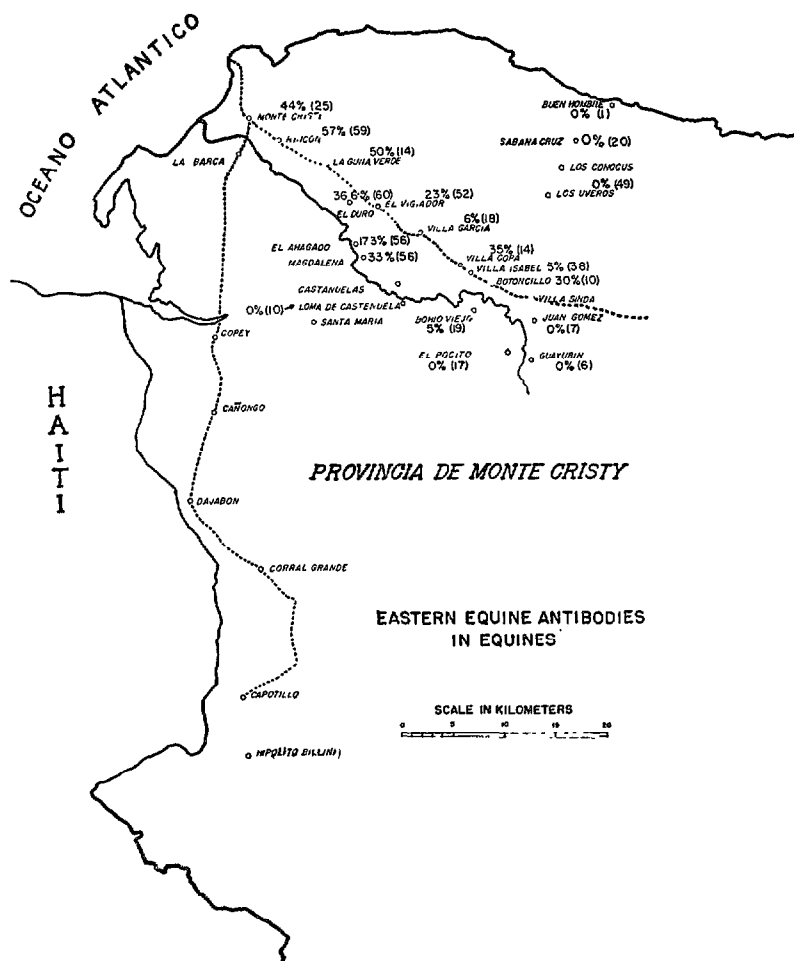 OCEANO ATLANTICO
44% (25)
MONTE CRISTI
57% (59)
RINCON
50% (14)
LA GUIA VERDE
LA BARCA
BUEN HOMBRE
0% (1)
SABANA CRUZ 0% (20)
LOS CONOCUS
0% (49)
LOS UVEROS
36,6% (60)
EL DURO
23% (52)
EL VIGIADOR
6% (18)
VILLA GARCIA
EL AHAGADO 17.3% (56)
MAGDALENA 33% (56)
35% (14)
VILLA COPA
VILLA ISABEL 5% (38)
BOTONCILLO 30% (10)
CASTANUELAS
VILLA SINDA
0% (10) LOMA DE CASTENUELA
SANTA MARIA
BOHIO VIEJO
5% (19)
JUAN GOMEZ
0% (7)
COPEY
EL POCITO
0% (17)
GUAYUBIN
0% (6)
HAITI
CAÑONGO
PROVINCIA DE MONTE CRISTY
DAJABON
CORRAL GRANDE
EASTERN EQUINE ANTIBODIES
IN EQUINES
CAPOTILLO
SCALE IN KILOMETERS
0 5 10 15 20
HIPOLITO BILLINI